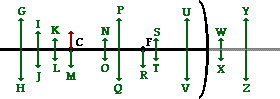 G I K C N P F S U W Y
H J L M O Q R T V X Z